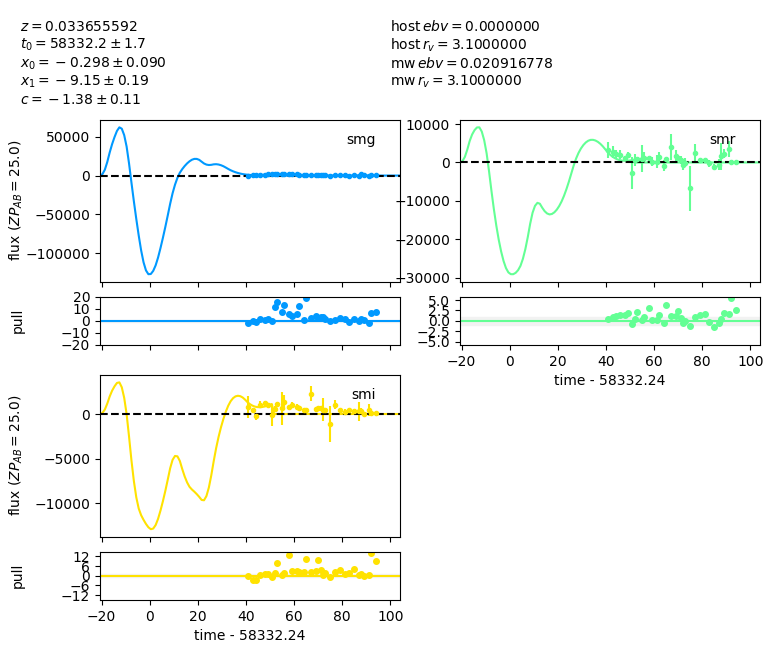 z = 0.033655592
t₀ = 58332.2 ± 1.7
x₀ = −0.298 ± 0.090
x₁ = −9.15 ± 0.19
c = −1.38 ± 0.11
host ebv = 0.0000000
host r_v = 3.1000000
mw ebv = 0.020916778
mw r_v = 3.1000000
smg
50000
0
−50000
−100000
flux (ZP_AB = 25.0)
20
10
0
−10
−20
pull
smr
10000
0
−10000
−20000
−30000
5.0
2.5
0.0
−2.5
−5.0
−20 0 20 40 60 80 100
time - 58332.24
smi
0
−5000
−10000
flux (ZP_AB = 25.0)
12
6
0
−6
−12
pull
−20 0 20 40 60 80 100
time - 58332.24